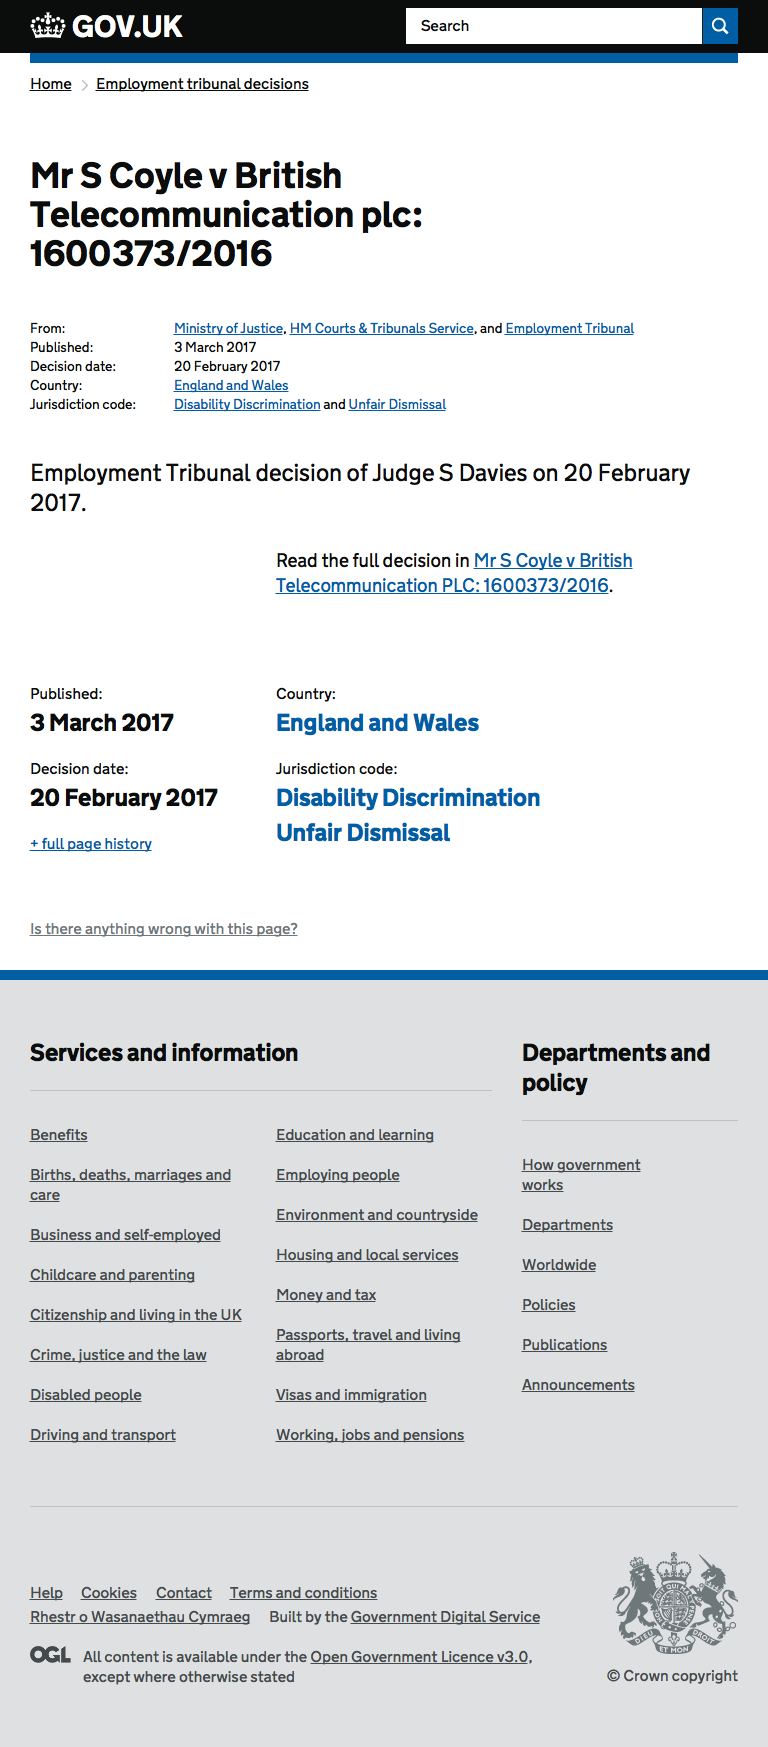 GOV.UK
Search
Home
Employment tribunal decisions
Mr S Coyle v British
Telecommunication plc:
1600373/2016
From: Ministry of Justice, HM Courts & Tribunals Service, and Employment Tribunal
Published: 3 March 2017
Decision date: 20 February 2017
Country: England and Wales
Jurisdiction code: Disability Discrimination and Unfair Dismissal
Employment Tribunal decision of Judge S Davies on 20 February
2017.
Read the full decision in Mr S Coyle v British
Telecommunication PLC: 1600373/2016.
Published:
3 March 2017
Decision date:
20 February 2017
+ full page history
Country:
England and Wales
Jurisdiction code:
Disability Discrimination
Unfair Dismissal
Is there anything wrong with this page?
Services and information
Benefits
Births, deaths, marriages and
care
Business and self-employed
Childcare and parenting
Citizenship and living in the UK
Crime, justice and the law
Disabled people
Driving and transport
Education and learning
Employing people
Environment and countryside
Housing and local services
Money and tax
Passports, travel and living
abroad
Visas and immigration
Working, jobs and pensions
Departments and
policy
How government
works
Departments
Worldwide
Policies
Publications
Announcements
Help Cookies Contact Terms and conditions
Rhestr o Wasanaethau Cymraeg Built by the Government Digital Service
OGL
All content is available under the Open Government Licence v3.0,
except where otherwise stated
DIEU ET MON DROIT
© Crown copyright